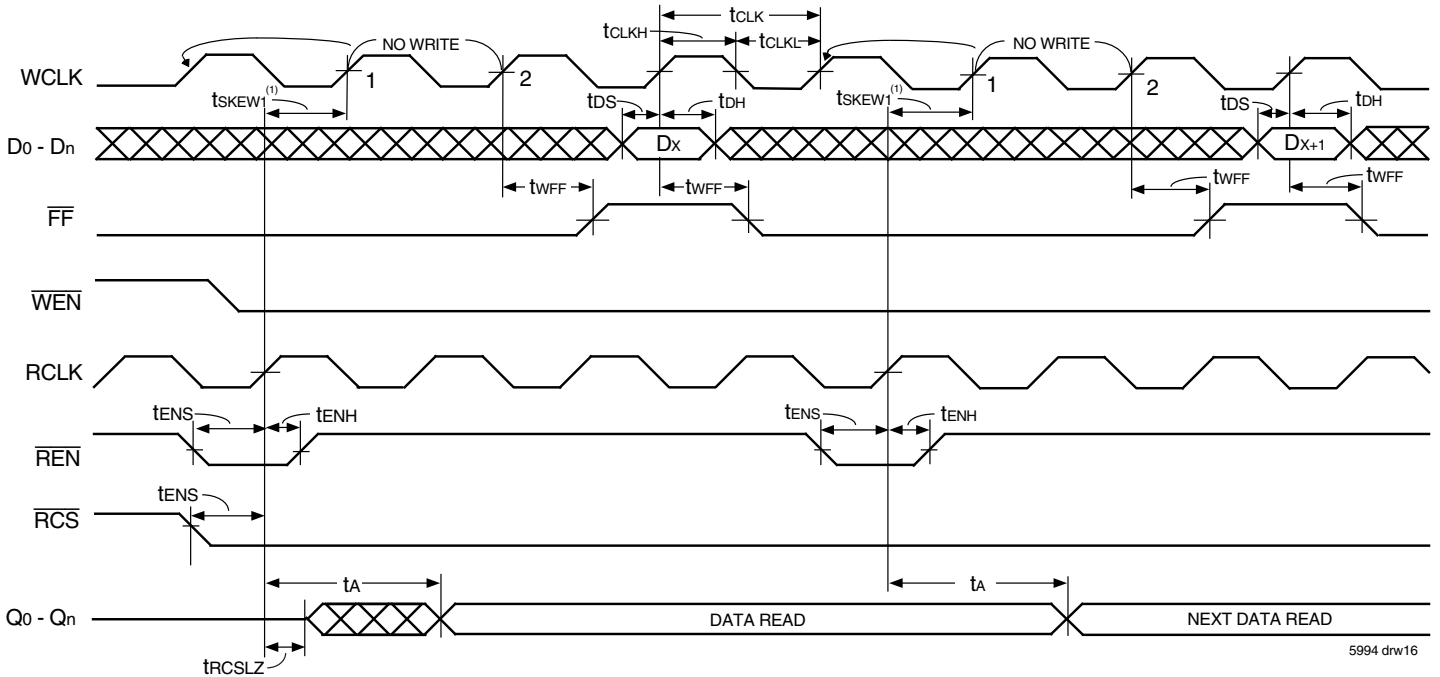 tCLK
tCLKH
tCLKL
NO WRITE
NO WRITE
WCLK
1
2
1
2
tSKEW1(1)
tDS
tDH
tSKEW1(1)
tDS
tDH
D0 - Dn
DX
DX+1
tWFF
tWFF
tWFF
tWFF
FF
WEN
RCLK
tENS
tENH
tENS
tENH
REN
tENS
RCS
tA
tA
Q0 - Qn
DATA READ
NEXT DATA READ
5994 drw16
tRCSLZ